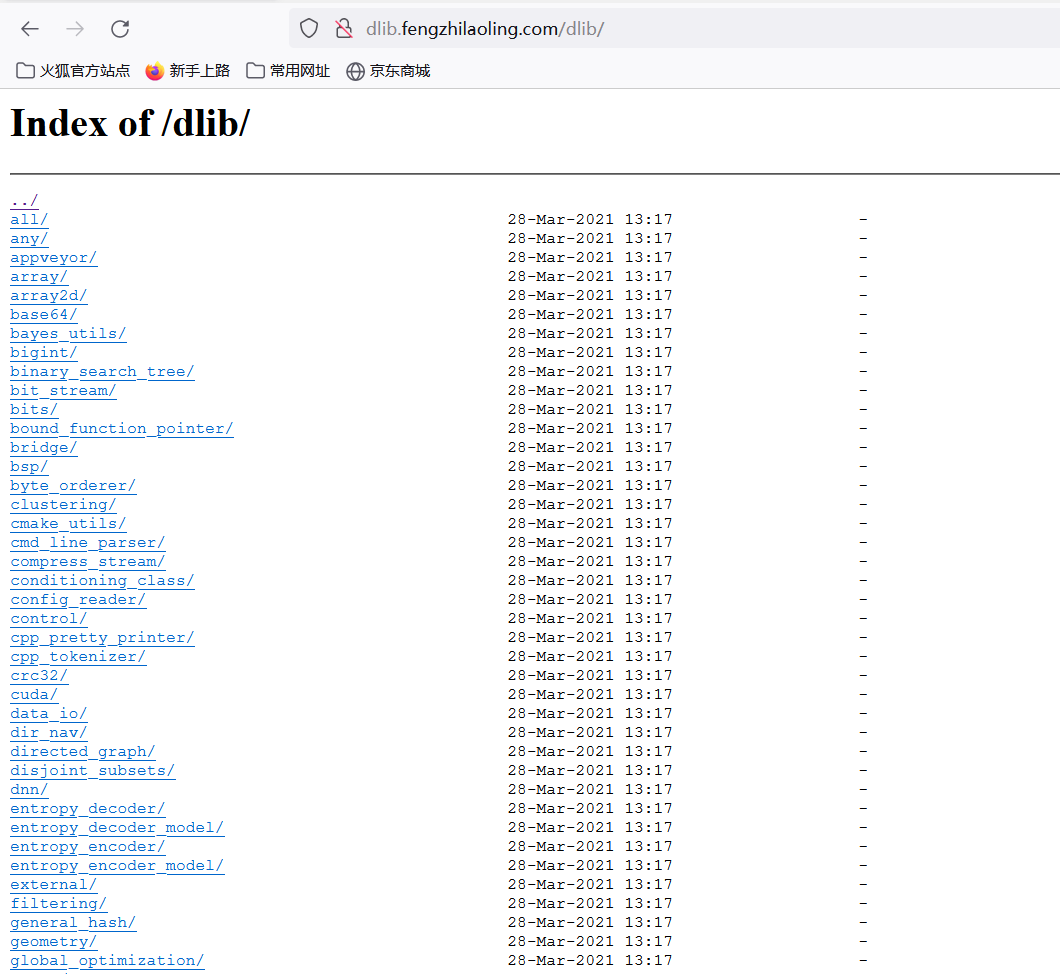 dlib.fengzhilaoling.com/dlib/
火狐官方站点 新手上路 常用网址 京东商城
Index of /dlib/
../
all/ 28-Mar-2021 13:17 -
any/ 28-Mar-2021 13:17 -
appveyor/ 28-Mar-2021 13:17 -
array/ 28-Mar-2021 13:17 -
array2d/ 28-Mar-2021 13:17 -
base64/ 28-Mar-2021 13:17 -
bayes_utils/ 28-Mar-2021 13:17 -
bigint/ 28-Mar-2021 13:17 -
binary_search_tree/ 28-Mar-2021 13:17 -
bit_stream/ 28-Mar-2021 13:17 -
bits/ 28-Mar-2021 13:17 -
bound_function_pointer/ 28-Mar-2021 13:17 -
bridge/ 28-Mar-2021 13:17 -
bsp/ 28-Mar-2021 13:17 -
byte_orderer/ 28-Mar-2021 13:17 -
clustering/ 28-Mar-2021 13:17 -
cmake_utils/ 28-Mar-2021 13:17 -
cmd_line_parser/ 28-Mar-2021 13:17 -
compress_stream/ 28-Mar-2021 13:17 -
conditioning_class/ 28-Mar-2021 13:17 -
config_reader/ 28-Mar-2021 13:17 -
control/ 28-Mar-2021 13:17 -
cpp_pretty_printer/ 28-Mar-2021 13:17 -
cpp_tokenizer/ 28-Mar-2021 13:17 -
crc32/ 28-Mar-2021 13:17 -
cuda/ 28-Mar-2021 13:17 -
data_io/ 28-Mar-2021 13:17 -
dir_nav/ 28-Mar-2021 13:17 -
directed_graph/ 28-Mar-2021 13:17 -
disjoint_subsets/ 28-Mar-2021 13:17 -
dnn/ 28-Mar-2021 13:17 -
entropy_decoder/ 28-Mar-2021 13:17 -
entropy_decoder_model/ 28-Mar-2021 13:17 -
entropy_encoder/ 28-Mar-2021 13:17 -
entropy_encoder_model/ 28-Mar-2021 13:17 -
external/ 28-Mar-2021 13:17 -
filtering/ 28-Mar-2021 13:17 -
general_hash/ 28-Mar-2021 13:17 -
geometry/ 28-Mar-2021 13:17 -
global_optimization/ 28-Mar-2021 13:17 -